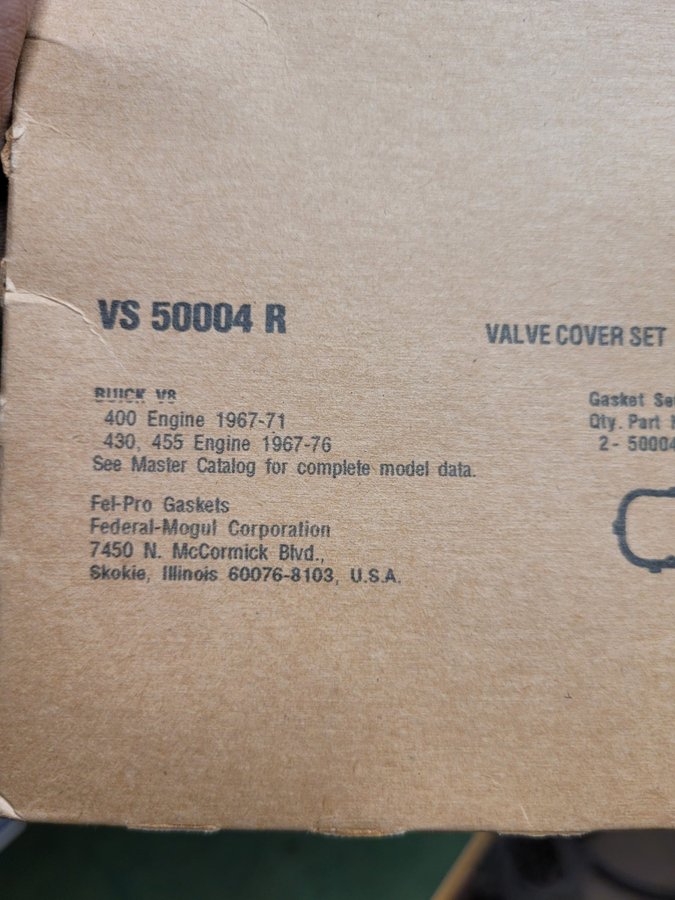 VS 50004 R
VALVE COVER SET
BUICK V8
400 Engine 1967-71
430, 455 Engine 1967-76
See Master Catalog for complete model data.
Fel-Pro Gaskets
Federal-Mogul Corporation
7450 N. McCormick Blvd.,
Skokie, Illinois 60076-8103, U.S.A.
Gasket Se
Qty. Part
2 - 50004